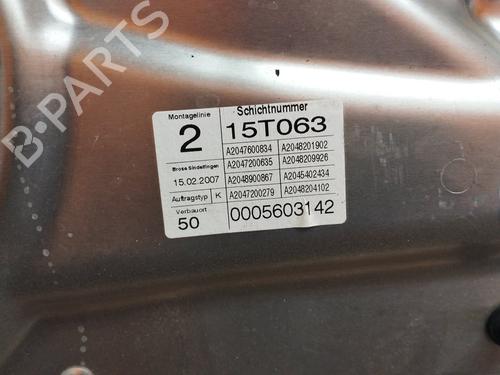 B-PARTS
Montagelinie
2
Schichtnummer
15T063
Brose Sindelfingen
15.02.2007
Auftragstyp K
Verbauort
50
A2047600834 A2048201902
A2047200635 A2048209926
A2048900867 A2045402434
A2047200279 A2048204102
0005603142